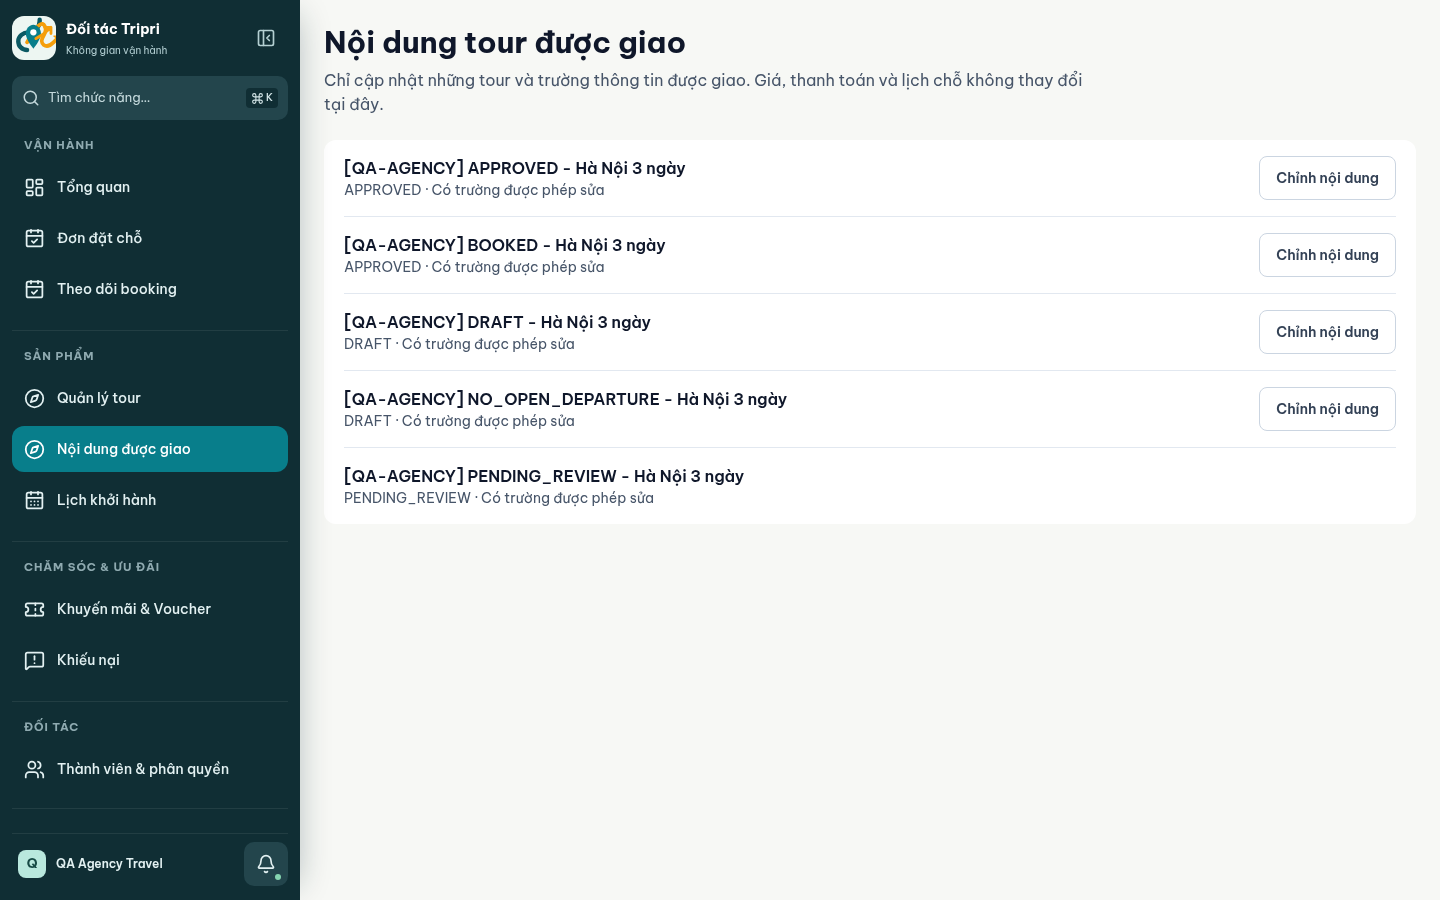 Đối tác Tripri
Không gian vận hành
Tìm chức năng...
⌘K
VẬN HÀNH
Tổng quan
Đơn đặt chỗ
Theo dõi booking
SẢN PHẨM
Quản lý tour
Nội dung được giao
Lịch khởi hành
CHĂM SÓC & ƯU ĐÃI
Khuyến mãi & Voucher
Khiếu nại
ĐỐI TÁC
Thành viên & phân quyền
Q
QA Agency Travel
Nội dung tour được giao
Chỉ cập nhật những tour và trường thông tin được giao. Giá, thanh toán và lịch chỗ không thay đổi
tại đây.
[QA-AGENCY] APPROVED - Hà Nội 3 ngày
APPROVED · Có trường được phép sửa
Chỉnh nội dung
[QA-AGENCY] BOOKED - Hà Nội 3 ngày
APPROVED · Có trường được phép sửa
Chỉnh nội dung
[QA-AGENCY] DRAFT - Hà Nội 3 ngày
DRAFT · Có trường được phép sửa
Chỉnh nội dung
[QA-AGENCY] NO_OPEN_DEPARTURE - Hà Nội 3 ngày
DRAFT · Có trường được phép sửa
Chỉnh nội dung
[QA-AGENCY] PENDING_REVIEW - Hà Nội 3 ngày
PENDING_REVIEW · Có trường được phép sửa